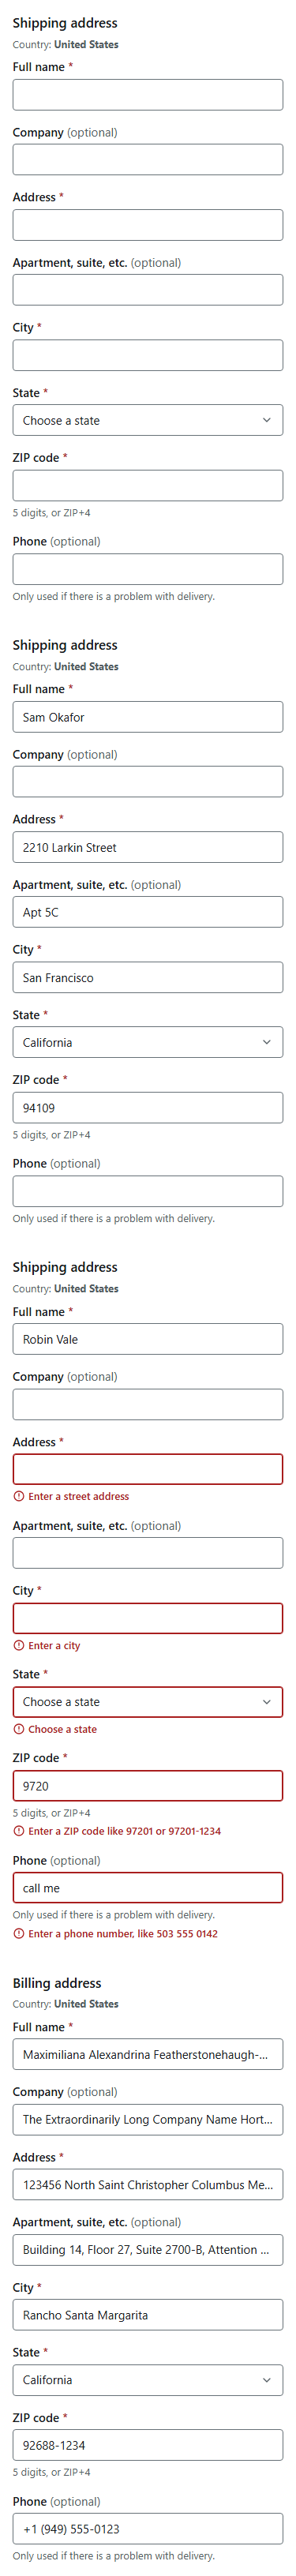 Shipping address
Country: United States
Full name *
Company (optional)
Address *
Apartment, suite, etc. (optional)
City *
State *
Choose a state
ZIP code *
5 digits, or ZIP+4
Phone (optional)
Only used if there is a problem with delivery.
Shipping address
Country: United States
Full name *
Sam Okafor
Company (optional)
Address *
2210 Larkin Street
Apartment, suite, etc. (optional)
Apt 5C
City *
San Francisco
State *
California
ZIP code *
94109
5 digits, or ZIP+4
Phone (optional)
Only used if there is a problem with delivery.
Shipping address
Country: United States
Full name *
Robin Vale
Company (optional)
Address *
Enter a street address
Apartment, suite, etc. (optional)
City *
Enter a city
State *
Choose a state
Choose a state
ZIP code *
9720
5 digits, or ZIP+4
Enter a ZIP code like 97201 or 97201-1234
Phone (optional)
call me
Only used if there is a problem with delivery.
Enter a phone number, like 503 555 0142
Billing address
Country: United States
Full name *
Maximiliana Alexandrina Featherstonehaugh-...
Company (optional)
The Extraordinarily Long Company Name Hort...
Address *
123456 North Saint Christopher Columbus Me...
Apartment, suite, etc. (optional)
Building 14, Floor 27, Suite 2700-B, Attention ...
City *
Rancho Santa Margarita
State *
California
ZIP code *
92688-1234
5 digits, or ZIP+4
Phone (optional)
+1 (949) 555-0123
Only used if there is a problem with delivery.